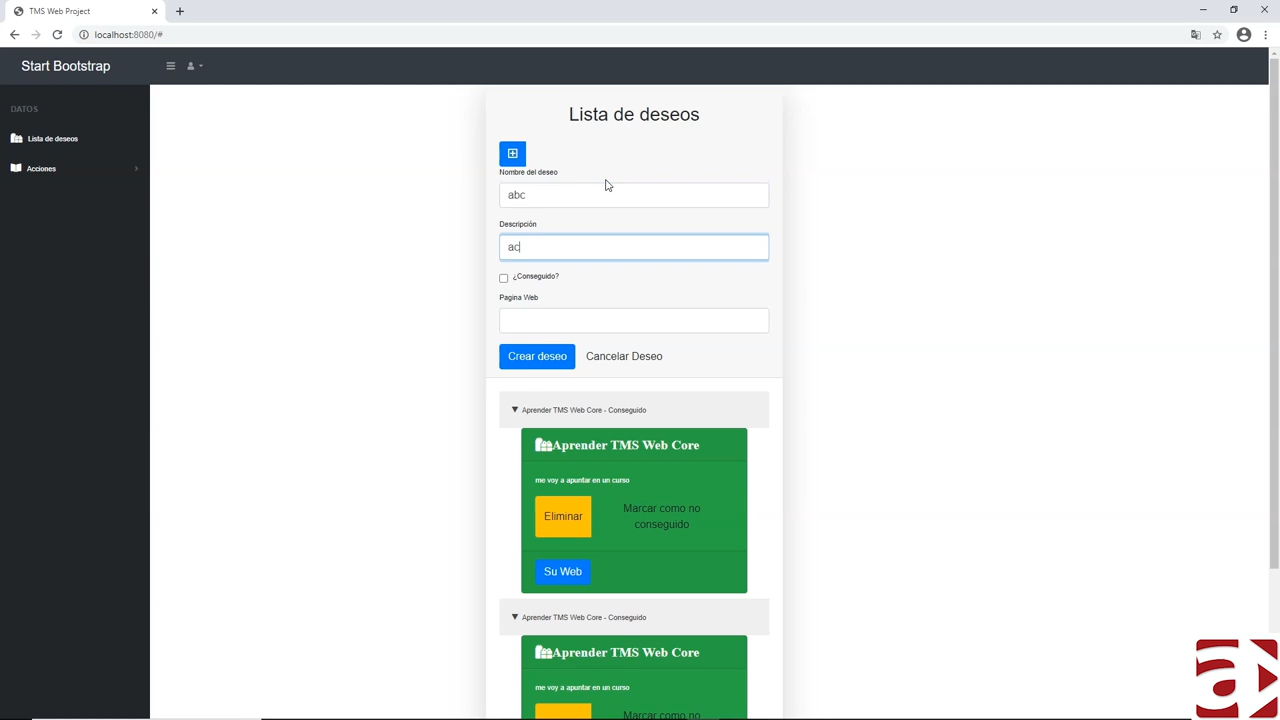 TMS Web Project
localhost:8080/#
Start Bootstrap
DATOS
Lista de deseos
Acciones
Lista de deseos
Nombre del deseo
abc
Descripción
ac
¿Conseguido?
Pagina Web
Crear deseo
Cancelar Deseo
Aprender TMS Web Core - Conseguido
Aprender TMS Web Core
me voy a apuntar en un curso
Eliminar
Marcar como no
conseguido
Su Web
Aprender TMS Web Core - Conseguido
Aprender TMS Web Core
me voy a apuntar en un curso
Marcar como no
a